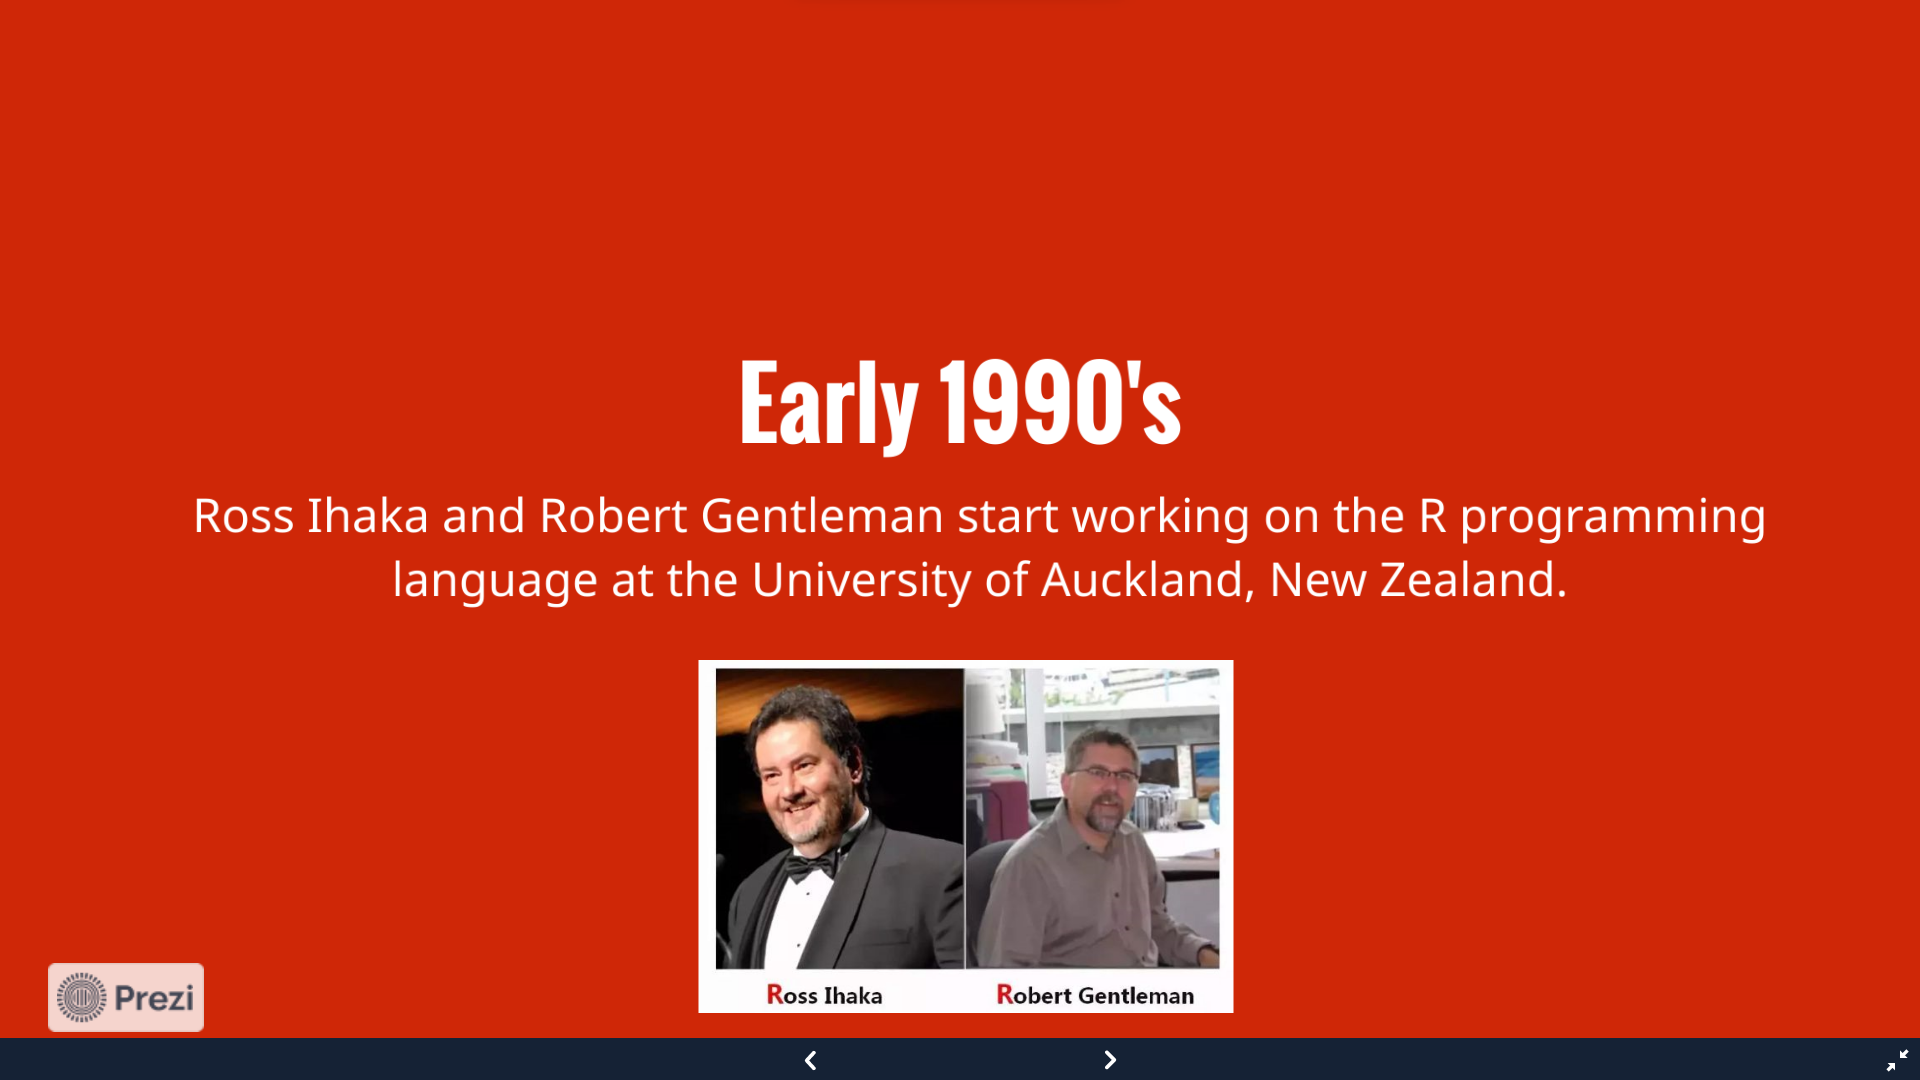 Early 1990's
Ross Ihaka and Robert Gentleman start working on the R programming
language at the University of Auckland, New Zealand.
Ross Ihaka
Robert Gentleman
Prezi